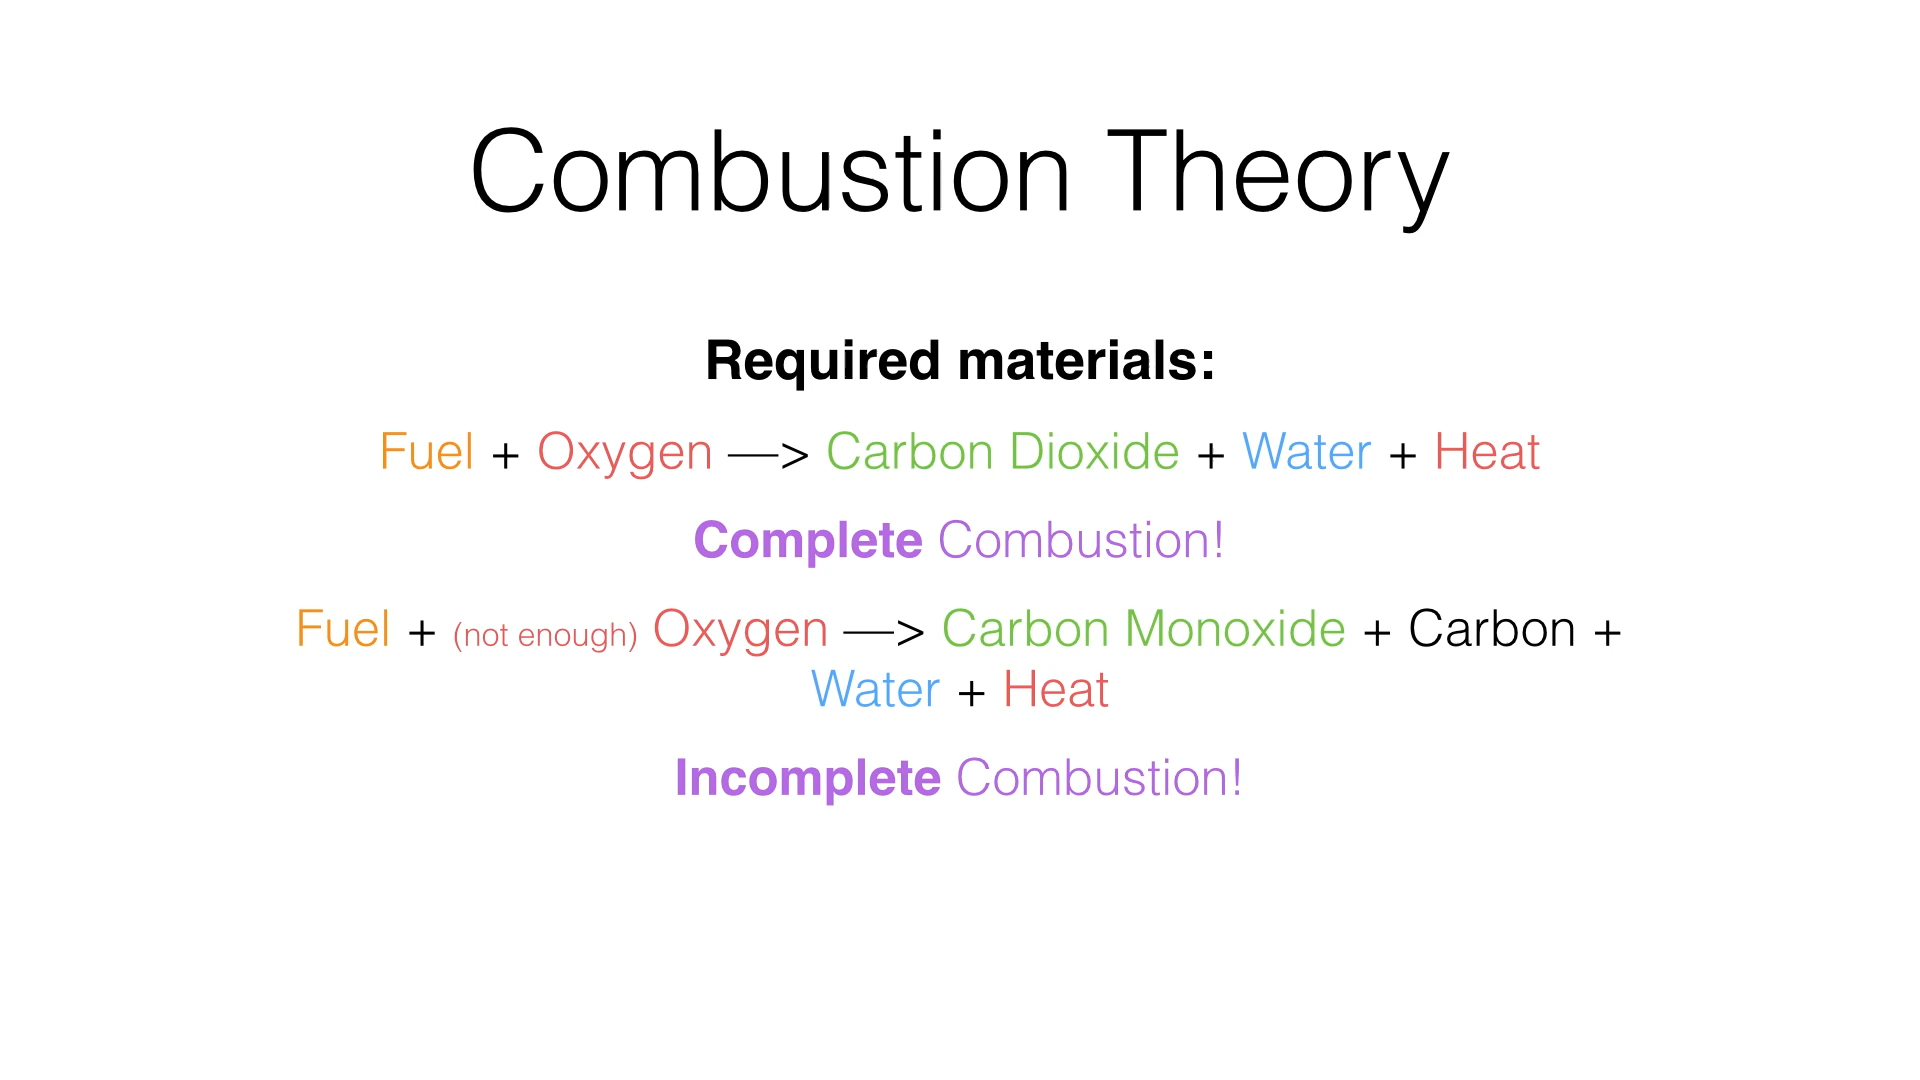 Combustion Theory
Required materials:
Fuel + Oxygen —> Carbon Dioxide + Water + Heat
Complete Combustion!
Fuel + (not enough) Oxygen —> Carbon Monoxide + Carbon +
Water + Heat
Incomplete Combustion!